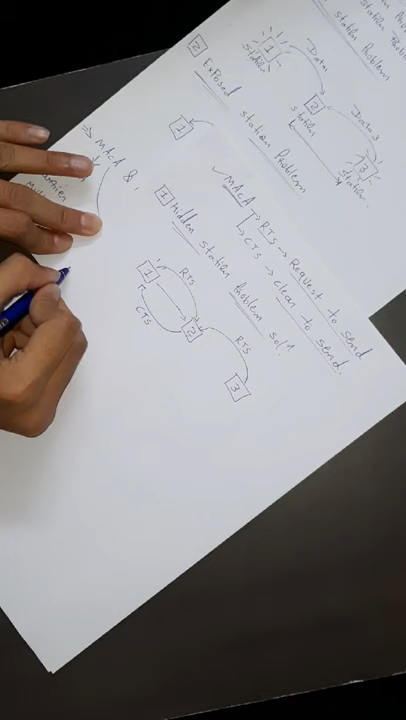 station Problem
1
Data
station
2
station
Data
3
station.
2 Exposed station Problem
1
⇒ MACA &
✓ MACA → RTS → Request to send
↳ CTS → clear to send.
1 Hidden station Problem solⁿ
1
RTS
CTS
2
RTS
3